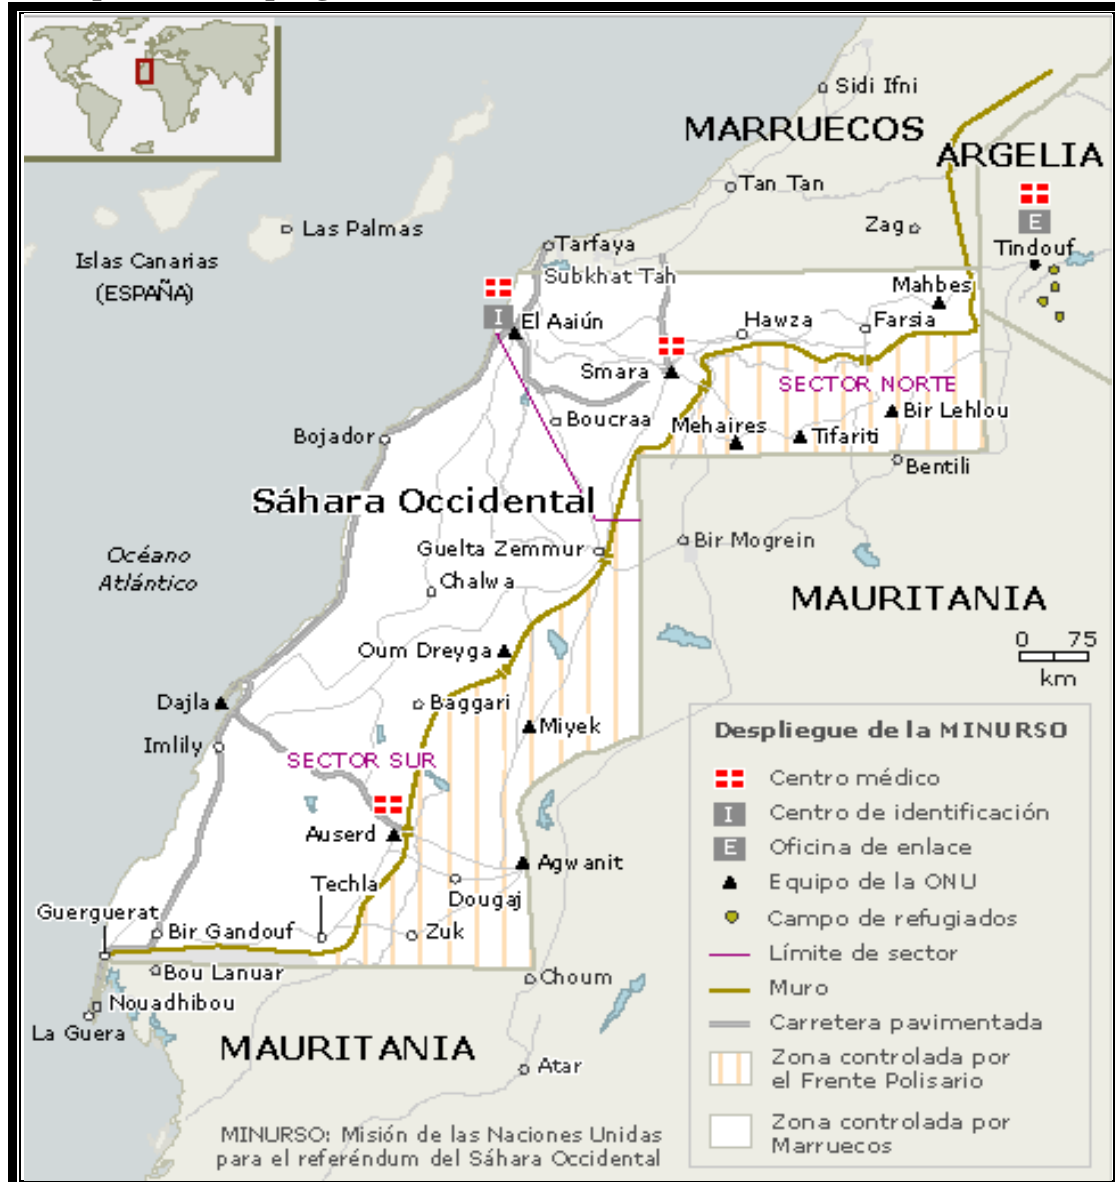 Sidi Ifni
MARRUECOS
ARGELIA
Tan Tan
Zag
E
Tindouf
Las Palmas
Islas Canarias
(ESPAÑA)
Tarfaya
Subkhat Tah
Mahbes
I
El Aaiún
Hawza
Farsia
Smara
SECTOR NORTE
Boucraa
Mehaires
Tifariti
Bir Lehlou
Bojador
Bentili
Sáhara Occidental
Guelta Zemmur
Bir Mogrein
Océano
Atlántico
Chalwa
MAURITANIA
Oum Dreyga
0 75
km
Dajla
Baggari
Miyek
Imlily
SECTOR SUR
Auserd
Agwanit
Techla
Dougaj
Guerguerat
Bir Gandouf
Zuk
Bou Lanuar
Choum
Nouadhibou
La Guera
MAURITANIA
Atar
MINURSO: Misión de las Naciones Unidas
para el referéndum del Sáhara Occidental
Despliegue de la MINURSO
Centro médico
I Centro de identificación
E Oficina de enlace
Equipo de la ONU
Campo de refugiados
Límite de sector
Muro
Carretera pavimentada
Zona controlada por
el Frente Polisario
Zona controlada por
Marruecos